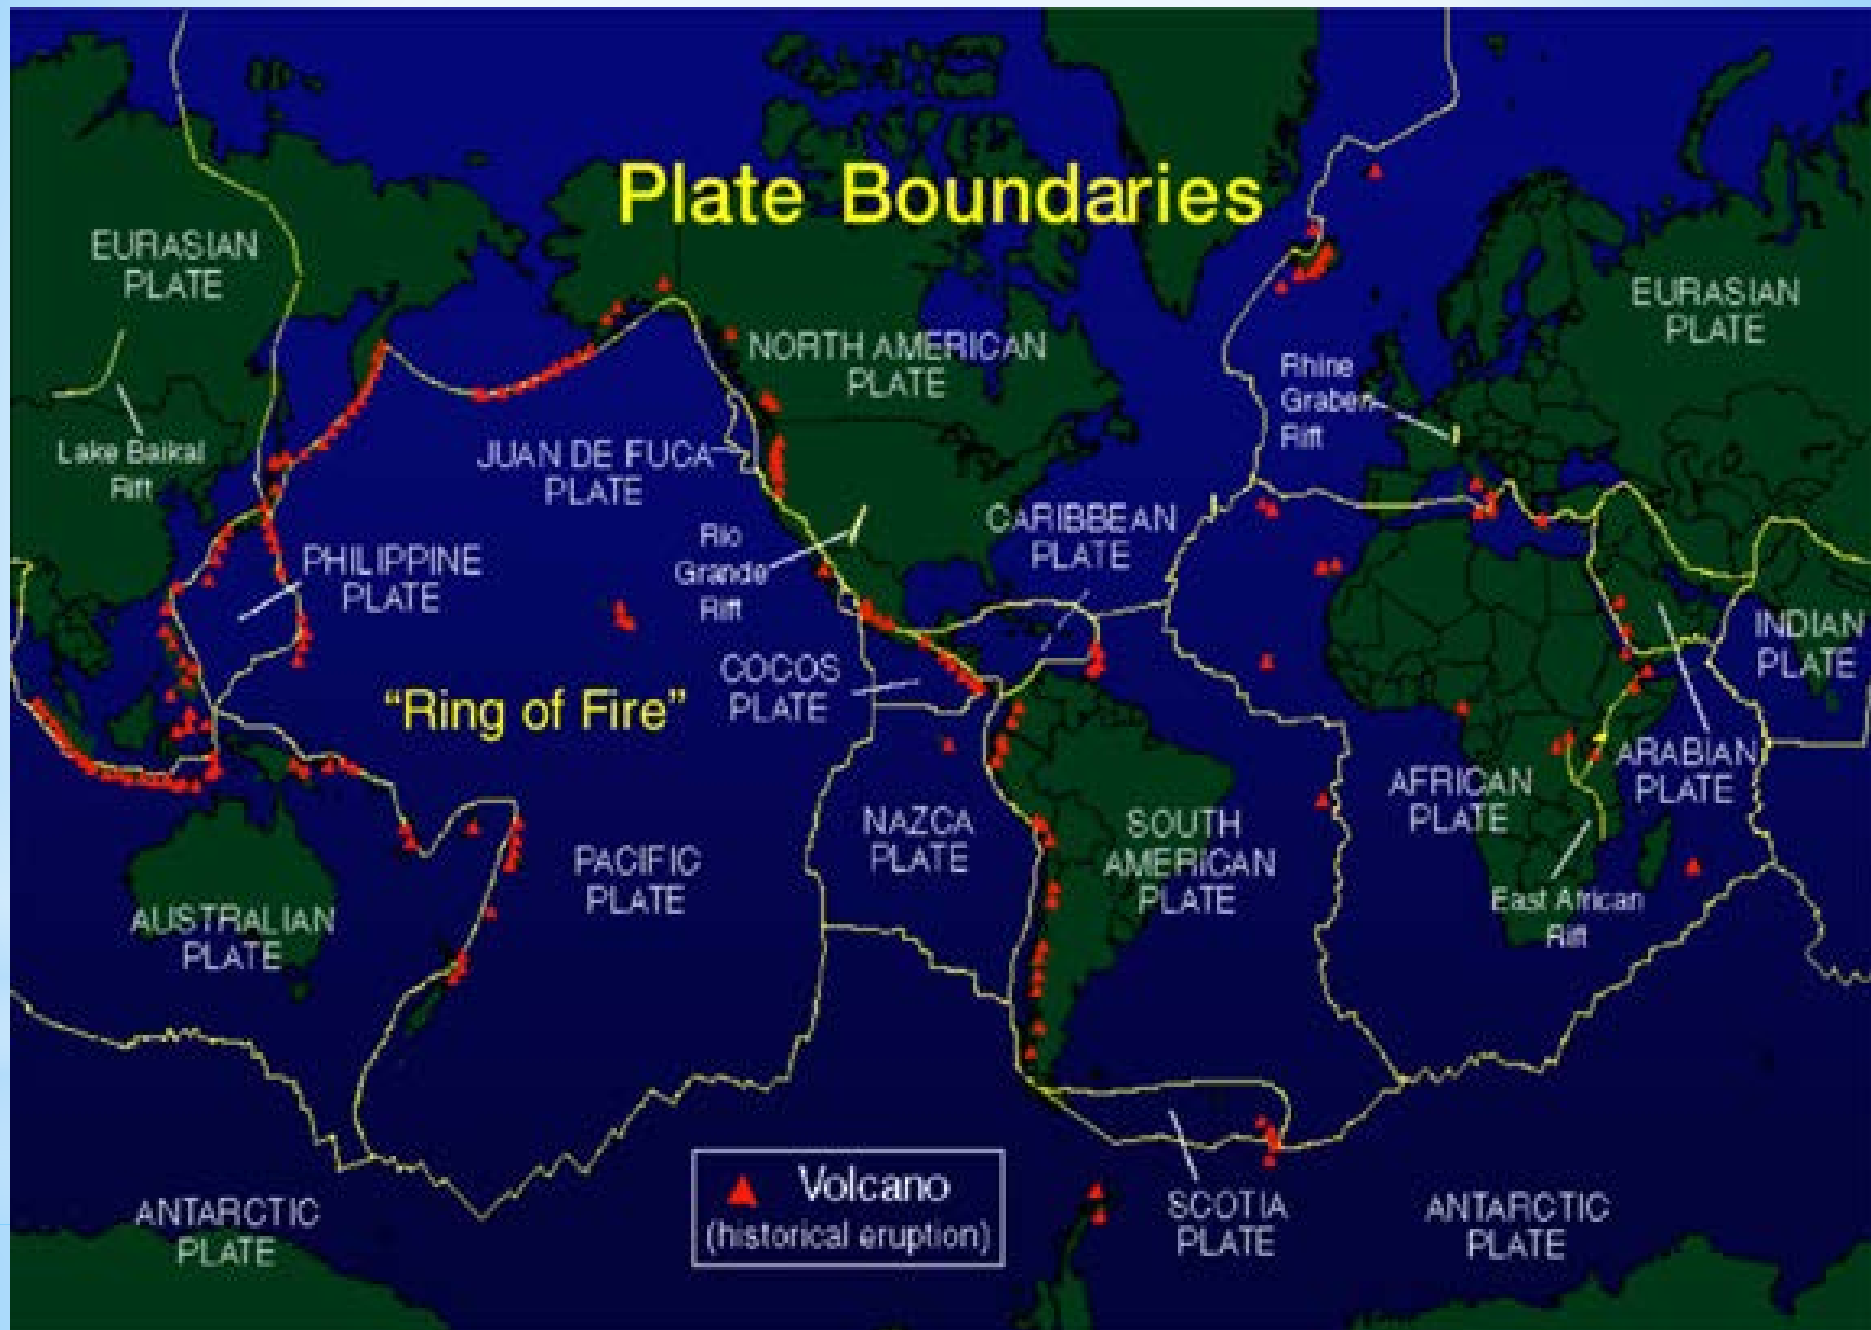 Plate Boundaries
EURASIAN
PLATE
EURASIAN
PLATE
NORTH AMERICAN
PLATE
Rhine
Graben
Rift
Lake Baikal
Rift
JUAN DE FUCA
PLATE
CARIBBEAN
PLATE
Rio
Grande
Rift
PHILIPPINE
PLATE
INDIAN
PLATE
COCOS
PLATE
"Ring of Fire"
ARABIAN
PLATE
AFRICAN
PLATE
NAZCA
PLATE
SOUTH
AMERICAN
PLATE
PACIFIC
PLATE
East African
Rift
AUSTRALIAN
PLATE
Volcano
(historical eruption)
ANTARCTIC
PLATE
SCOTIA
PLATE
ANTARCTIC
PLATE